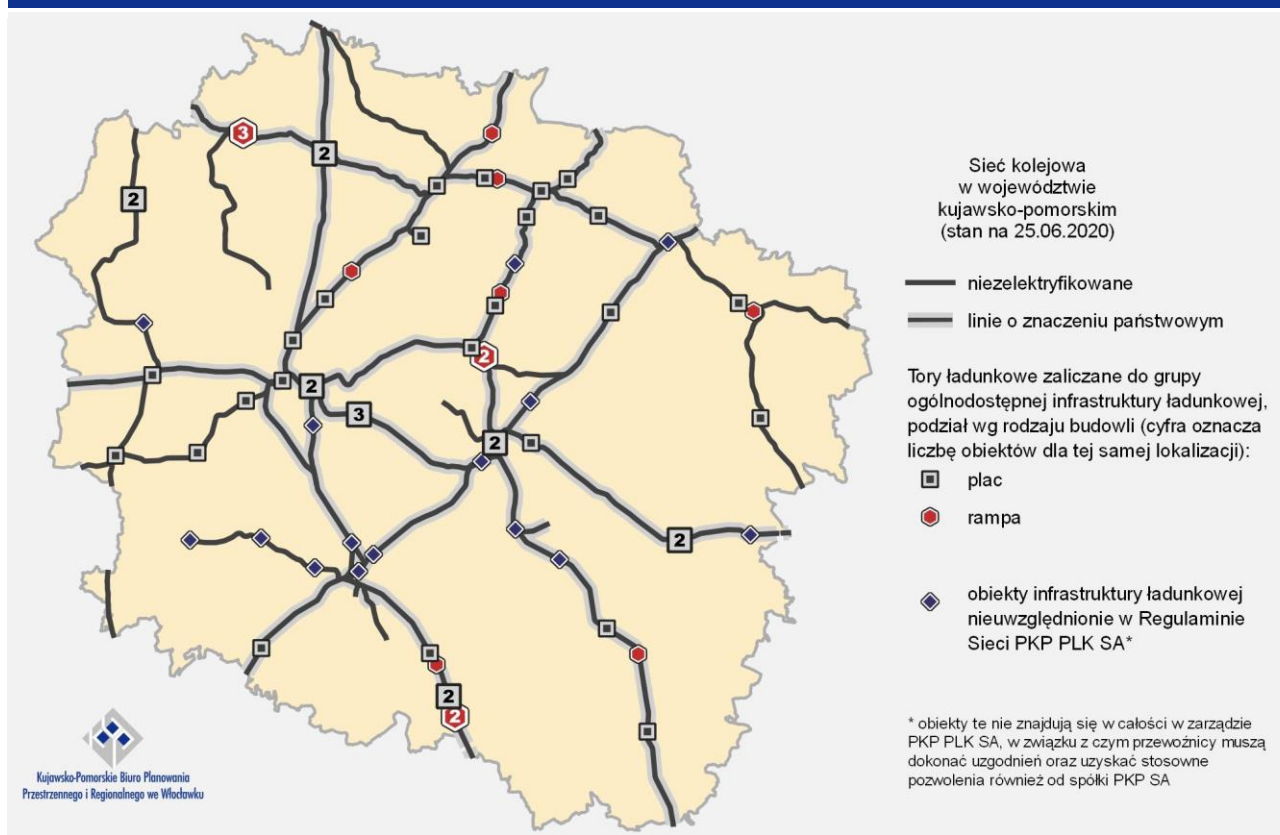 3
2
2
2
2
3
2
2
2
2
Sieć kolejowa
w województwie
kujawsko-pomorskim
(stan na 25.06.2020)
niezelektryfikowane
linie o znaczeniu państwowym
Tory ładunkowe zaliczane do grupy
ogólnodostępnej infrastruktury ładunkowej,
podział wg rodzaju budowli (cyfra oznacza
liczbę obiektów dla tej samej lokalizacji):
plac
rampa
obiekty infrastruktury ładunkowej
nieuwzględnionie w Regulaminie
Sieci PKP PLK SA*
* obiekty te nie znajdują się w całości w zarządzie
PKP PLK SA, w związku z czym przewoźnicy muszą
dokonać uzgodnień oraz uzyskać stosowne
pozwolenia również od spółki PKP SA
Kujawsko-Pomorskie Biuro Planowania
Przestrzennego i Regionalnego we Włocławku